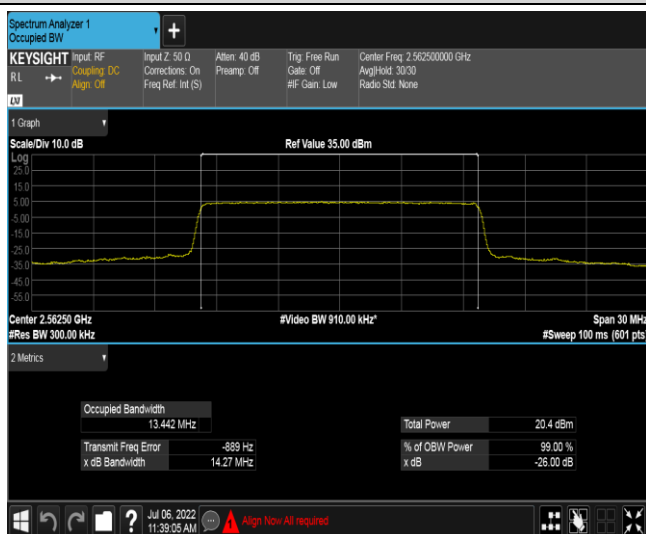 Spectrum Analyzer 1
Occupied BW
KEYSIGHT
R L
LXI
Input: RF
Coupling: DC
Align: Off
Input Z: 50 Ω
Corrections: On
Freq Ref: Int (S)
Atten: 40 dB
Preamp: Off
Trig: Free Run
Gate: Off
#IF Gain: Low
Center Freq: 2.562500000 GHz
Avg|Hold: 30/30
Radio Std: None
1 Graph
Scale/Div 10.0 dB
Ref Value 35.00 dBm
Log
25.0
15.0
5.00
-5.00
-15.0
-25.0
-35.0
-45.0
-55.0
Center 2.56250 GHz
#Video BW 910.00 kHz*
Span 30 MHz
#Res BW 300.00 kHz
#Sweep 100 ms (601 pts)
2 Metrics
Occupied Bandwidth
13.442 MHz
Total Power 20.4 dBm
Transmit Freq Error -889 Hz
% of OBW Power 99.00 %
x dB Bandwidth 14.27 MHz
x dB -26.00 dB
?
Jul 06, 2022
11:39:05 AM
Align Now All required